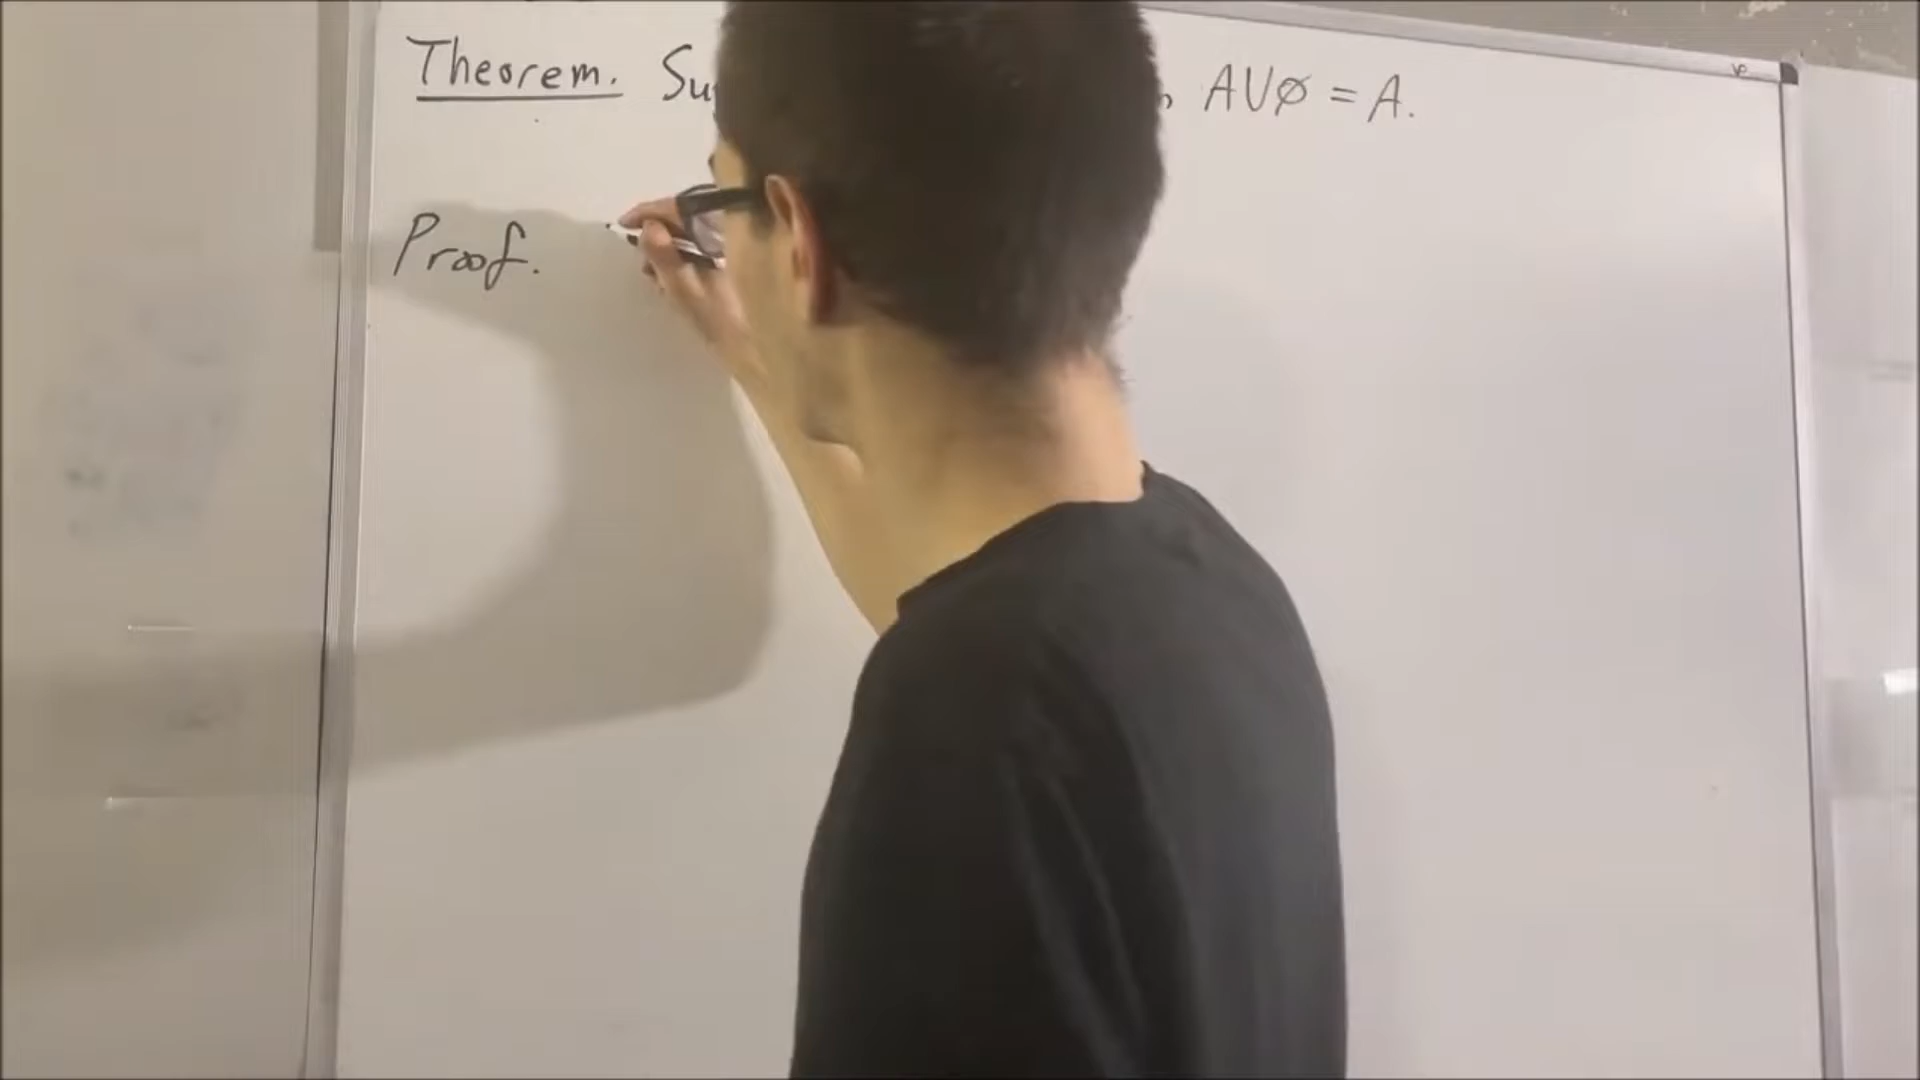 Theorem. Su , A∪∅ = A.
Proof.